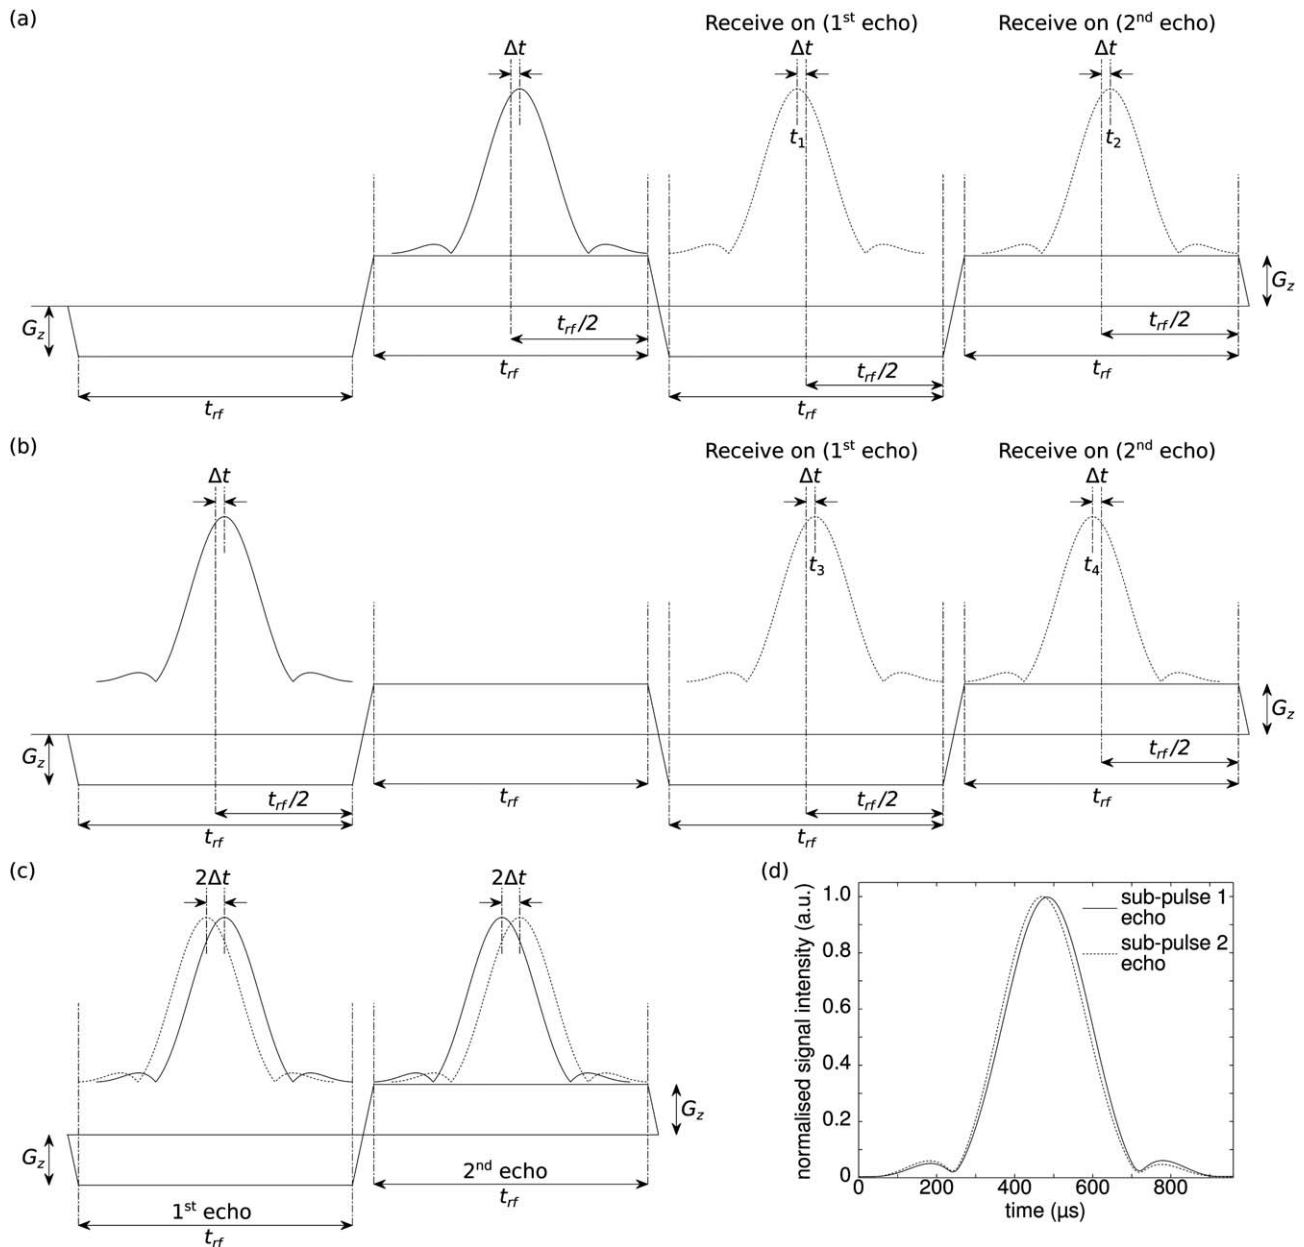 (a)
Receive on (1st echo)
Receive on (2nd echo)
Δt
Δt
Δt
t1
t2
Gz
Gz
trf/2
trf/2
trf
trf
trf/2
trf
trf
(b)
Receive on (1st echo)
Receive on (2nd echo)
Δt
Δt
Δt
t3
t4
Gz
Gz
trf/2
trf/2
trf/2
trf
trf
trf
trf
(c)
2Δt
2Δt
Gz
Gz
1st echo
trf
2nd echo
trf
(d)
normalised signal intensity (a.u.)
1.0
0.8
0.6
0.4
0.2
0
sub-pulse 1
echo
sub-pulse 2
echo
0 200 400 600 800
time (μs)